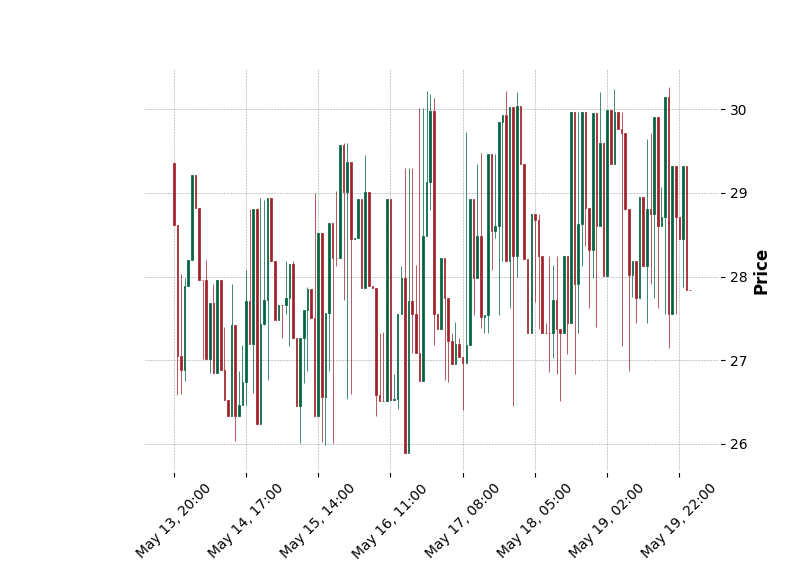 30
29
28
27
26
Price
May 13, 20:00
May 14, 17:00
May 15, 14:00
May 16, 11:00
May 17, 08:00
May 18, 05:00
May 19, 02:00
May 19, 22:00